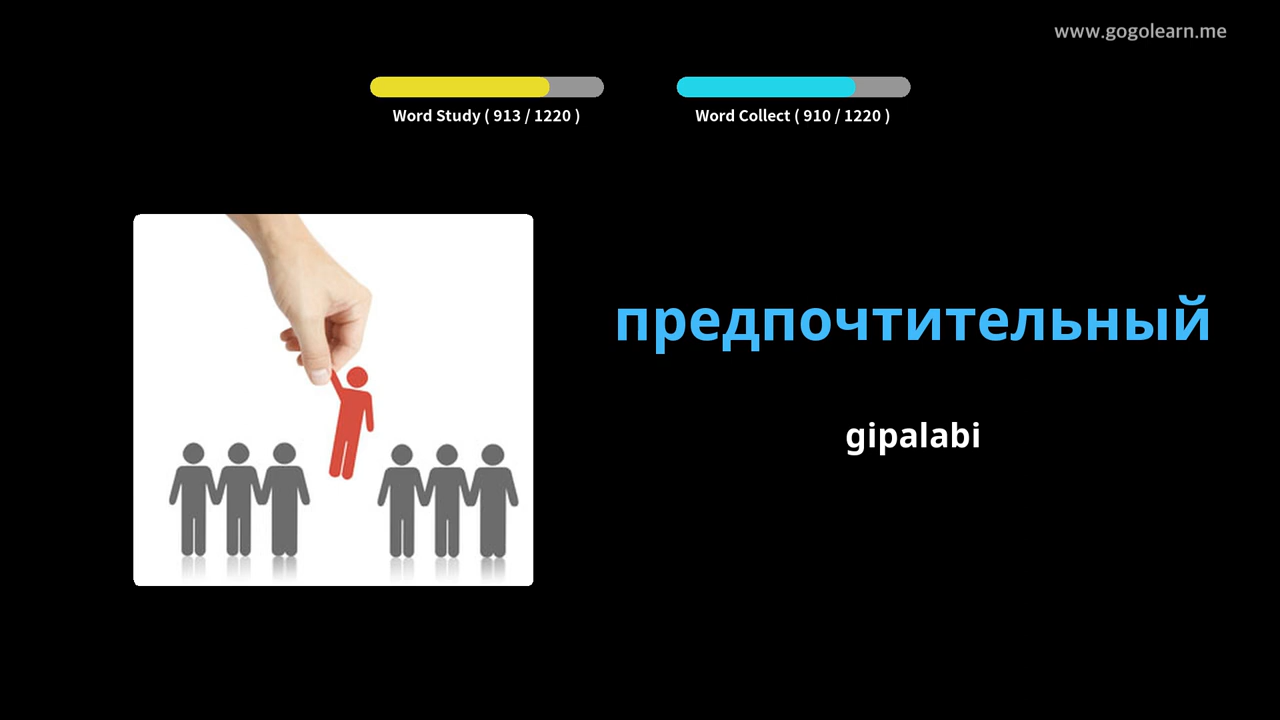 www.gogolearn.me
Word Study ( 913 / 1220 )
Word Collect ( 910 / 1220 )
предпочтительный
gipalabi